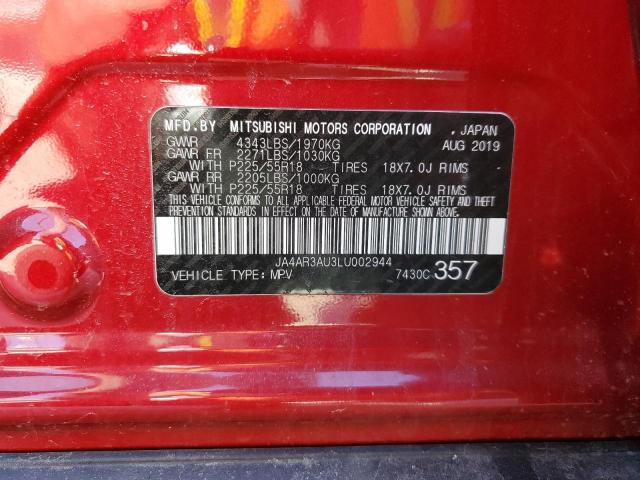 MFD.BY MITSUBISHI MOTORS CORPORATION , JAPAN
GVWR 4343LBS/1970KG AUG 2019
GAWR FR 2271LBS/1030KG
WITH P225/55R18 TIRES 18X7.0J RIMS
GAWR RR 2205LBS/1000KG
WITH P225/55R18 TIRES 18X7.0J RIMS
THIS VEHICLE CONFORMS TO ALL APPLICABLE FEDERAL MOTOR VEHICLE SAFETY, BUMPER AND THEFT
PREVENTION STANDARDS IN EFFECT ON THE DATE OF MANUFACTURE SHOWN ABOVE.
JA4AR3AU3LU002944
VEHICLE TYPE: MPV 7430C 357